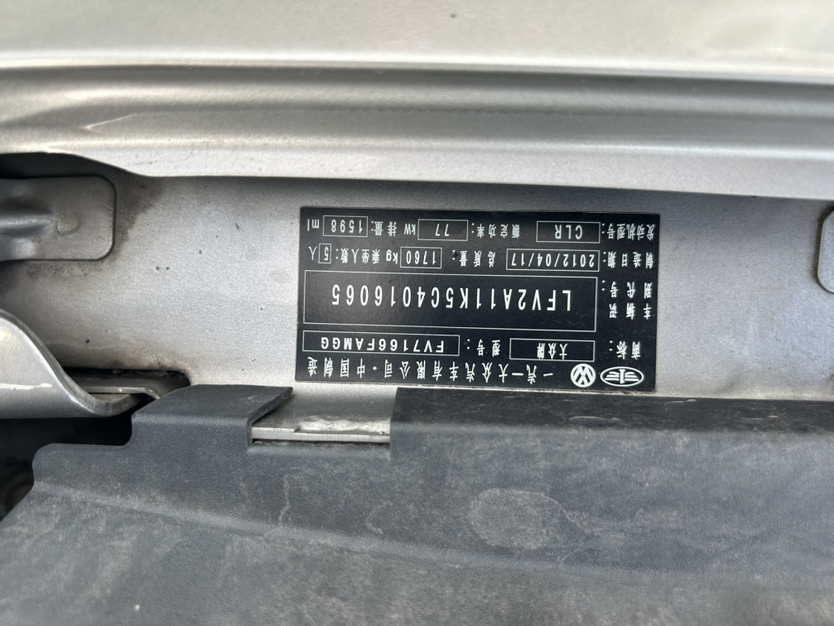 一汽一大众汽车有限公司·中国制造
商标: 大众牌 型号: FV7166FAMGG
车辆识别代号: LFV2A11K5C4016065
制造日期: 2012/04/17 总质量: 1760 kg 乘坐人数: 5 人
发动机型号: CLR 额定功率: 77 kW 排量: 1598 ml